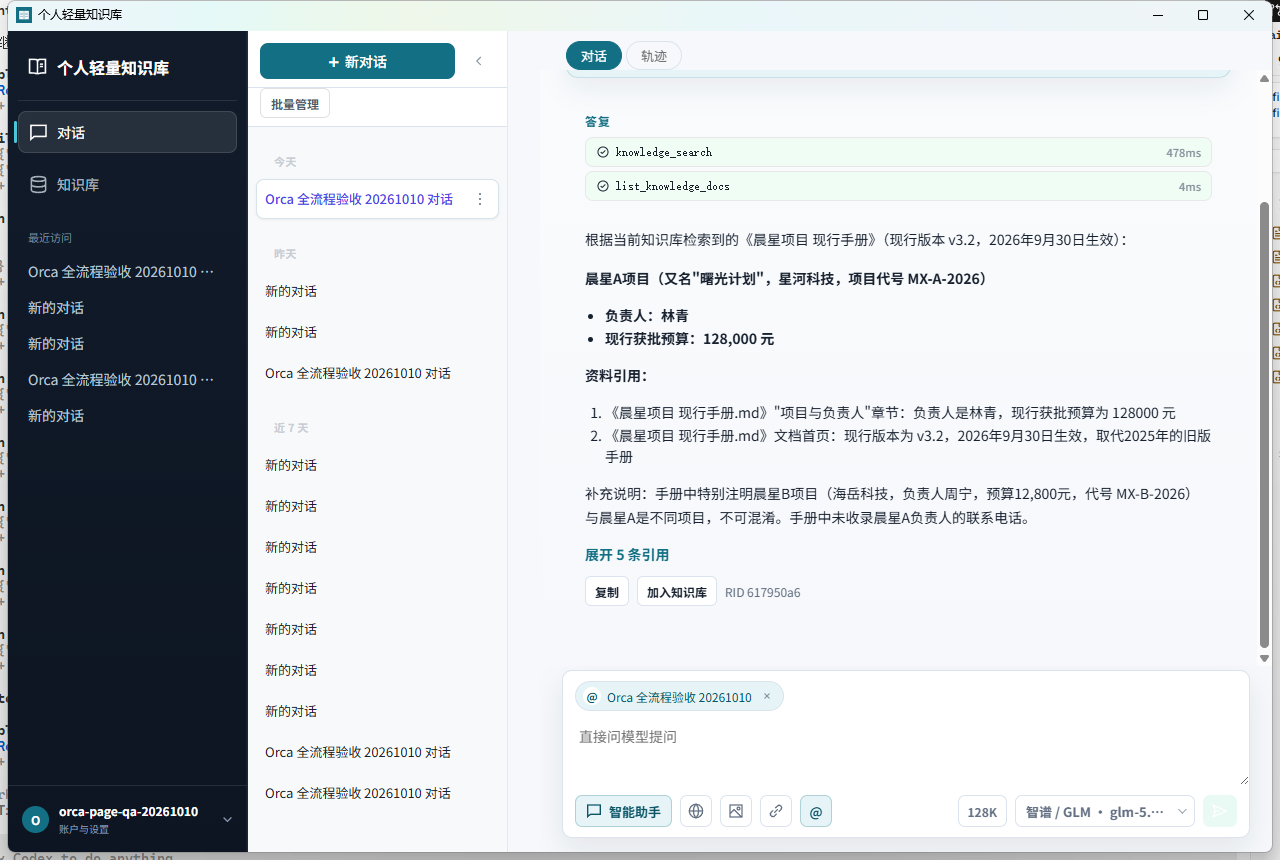 个人轻量知识库
个人轻量知识库
对话
知识库
最近访问
Orca 全流程验收 20261010 ···
新的对话
新的对话
Orca 全流程验收 20261010 ···
新的对话
O
orca-page-qa-20261010
账户与设置
+ 新对话
批量管理
今天
Orca 全流程验收 20261010 对话
昨天
新的对话
新的对话
Orca 全流程验收 20261010 对话
近 7 天
新的对话
新的对话
新的对话
新的对话
新的对话
新的对话
新的对话
Orca 全流程验收 20261010 对话
Orca 全流程验收 20261010 对话
对话
轨迹
答复
knowledge_search 478ms
list_knowledge_docs 4ms
根据当前知识库检索到的《晨星项目 现行手册》（现行版本 v3.2，2026年9月30日生效）：
晨星A项目（又名"曙光计划"，星河科技，项目代号 MX-A-2026）
• 负责人：林青
• 现行获批预算：128,000 元
资料引用：
1. 《晨星项目 现行手册.md》"项目与负责人"章节：负责人是林青，现行获批预算为 128000 元
2. 《晨星项目 现行手册.md》文档首页：现行版本为 v3.2，2026年9月30日生效，取代2025年的旧版
手册
补充说明：手册中特别注明晨星B项目（海岳科技，负责人周宁，预算12,800元，代号 MX-B-2026）
与晨星A是不同项目，不可混淆。手册中未收录晨星A负责人的联系电话。
展开 5 条引用
复制
加入知识库
RID 617950a6
@ Orca 全流程验收 20261010 ×
直接问模型提问
智能助手
@
128K
智谱 / GLM • glm-5.···
Codex to do anything